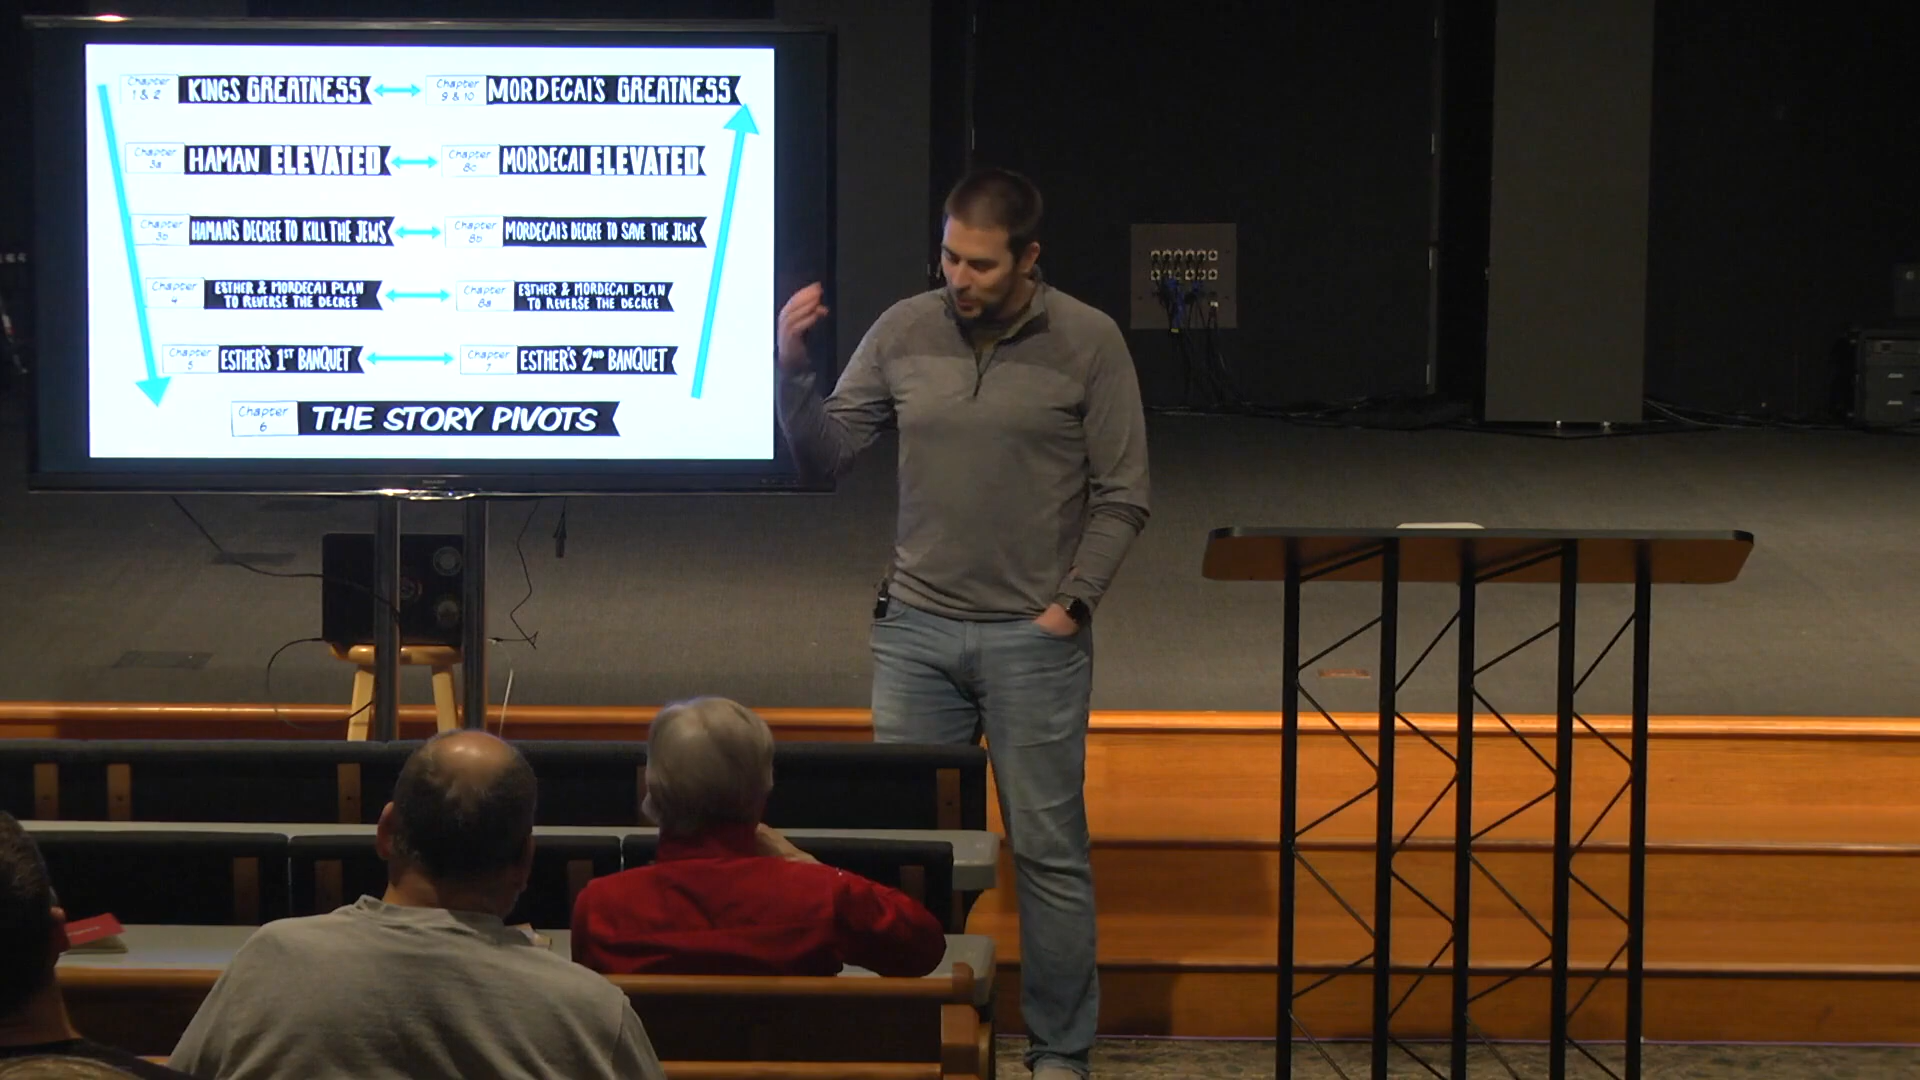 Chapter 1 & 2 KINGS GREATNESS
Chapter 9 & 10 MORDECAI'S GREATNESS
Chapter 3a HAMAN ELEVATED
Chapter 8c MORDECAI ELEVATED
Chapter 3b HAMAN'S DECREE TO KILL THE JEWS
Chapter 8b MORDECAI'S DECREE TO SAVE THE JEWS
Chapter 4 ESTHER & MORDECAI PLAN
TO REVERSE THE DECREE
Chapter 8a ESTHER & MORDECAI PLAN
TO REVERSE THE DECREE
Chapter 5 ESTHER'S 1ST BANQUET
Chapter 7 ESTHER'S 2ND BANQUET
Chapter 6 THE STORY PIVOTS
SHARP